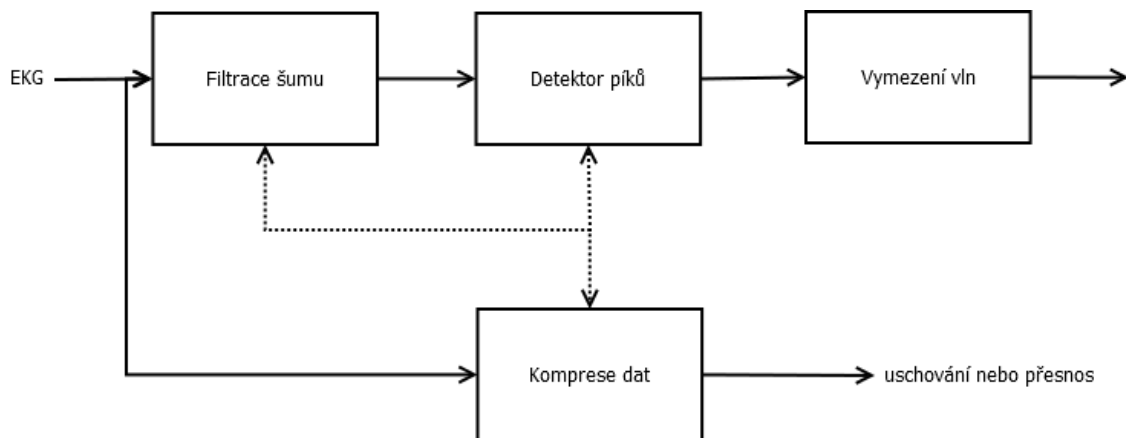 EKG
Filtrace šumu
Detektor píků
Vymezení vln
Komprese dat
uschování nebo přesnos